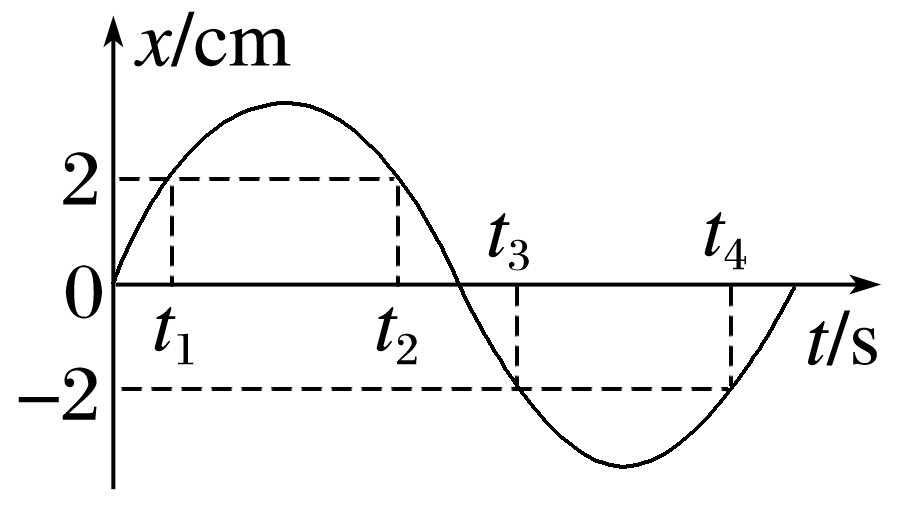 x/cm
2
t₃ t₄
0
t₁ t₂ t/s
−2